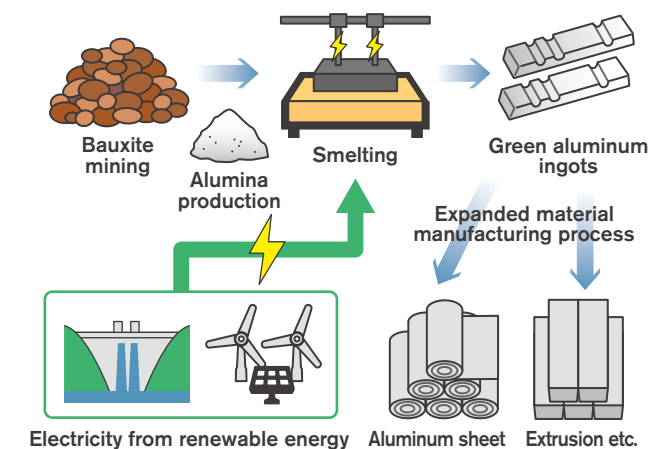 Bauxite
mining
Alumina
production
Smelting
Green aluminum
ingots
Expanded material
manufacturing process
Electricity from renewable energy
Aluminum sheet
Extrusion etc.